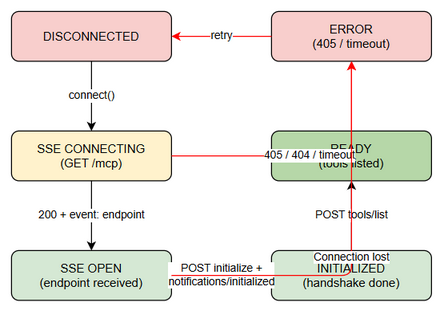 DISCONNECTED
ERROR
(405 / timeout)
retry
connect()
SSE CONNECTING
(GET /mcp)
405 / 404 / timeout
READY
(tools listed)
200 + event: endpoint
POST tools/list
SSE OPEN
(endpoint received)
POST initialize +
notifications/initialized
Connection lost
INITIALIZED
(handshake done)